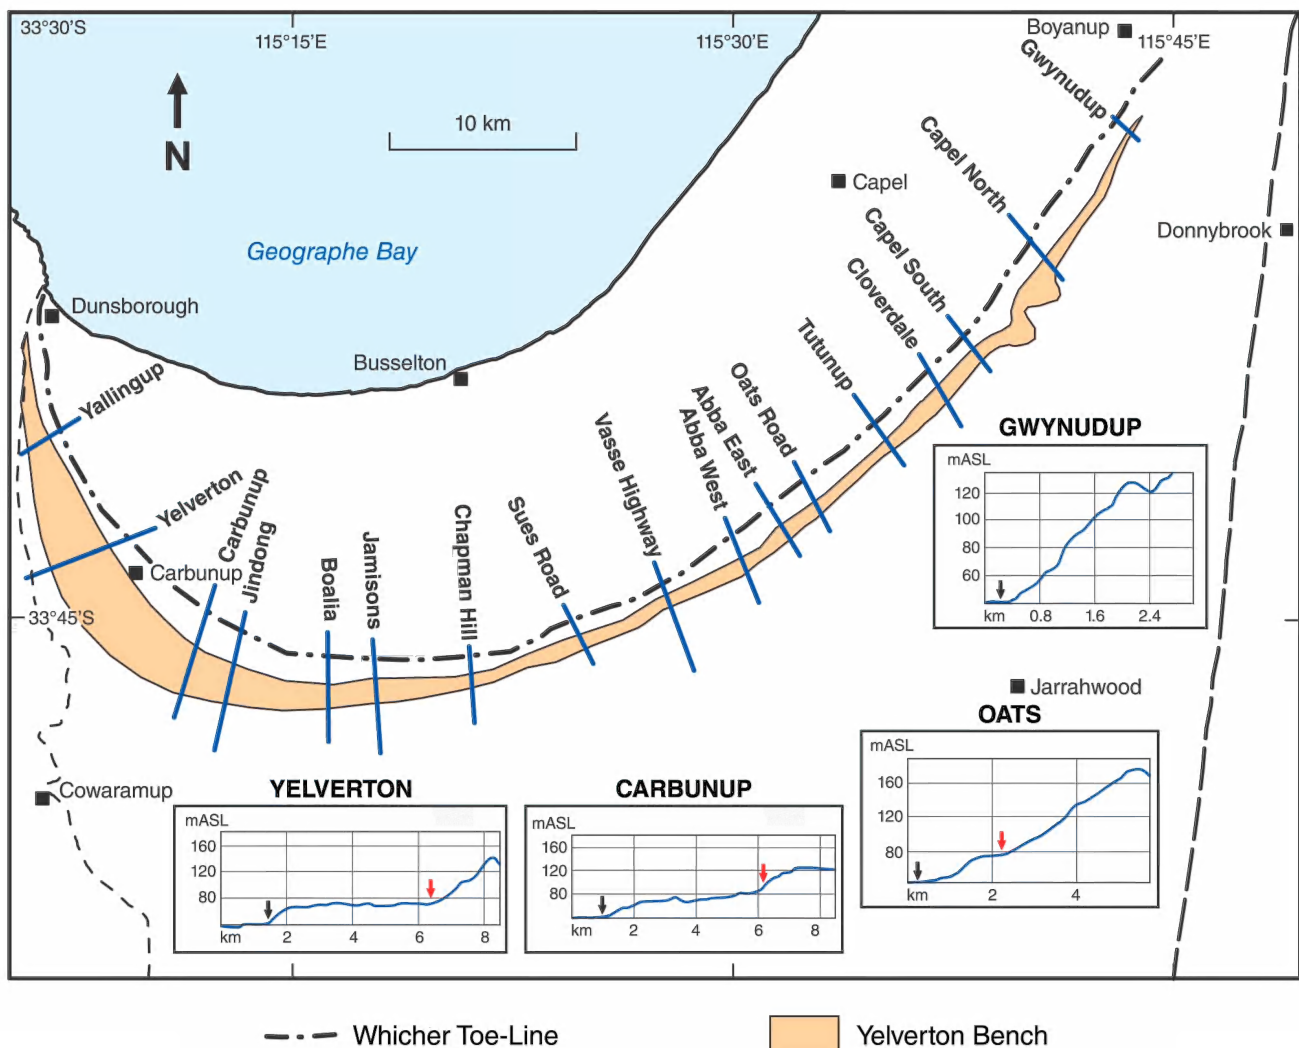 33°30'S
115°15'E
115°30'E
Boyanup
115°45'E
Gwynudup
N
10 km
Capel North
Capel
Donnybrook
Geographe Bay
Capel South
Cloverdale
Dunsborough
Busselton
Tutunup
Yallingup
Oats Road
Abba East
Abba West
Vasse Highway
Yelverton
Carbunup
Jindong
Carbunup
Boalia
Jamisons
Chapman Hill
Sues Road
33°45'S
GWYNUDUP
mASL
120
100
80
60
km 0.8 1.6 2.4
Jarrahwood
OATS
mASL
160
120
80
km 2 4
Cowaramup
YELVERTON
mASL
160
120
80
km 2 4 6 8
CARBUNUP
mASL
160
120
80
km 2 4 6 8
Whicher Toe-Line
Yelverton Bench